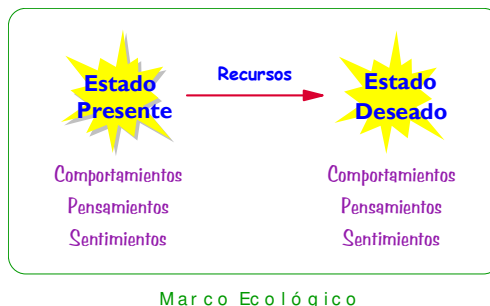 Estado
Presente
Recursos
Estado
Deseado
Comportamientos
Pensamientos
Sentimientos
Comportamientos
Pensamientos
Sentimientos
Marco Ecológico